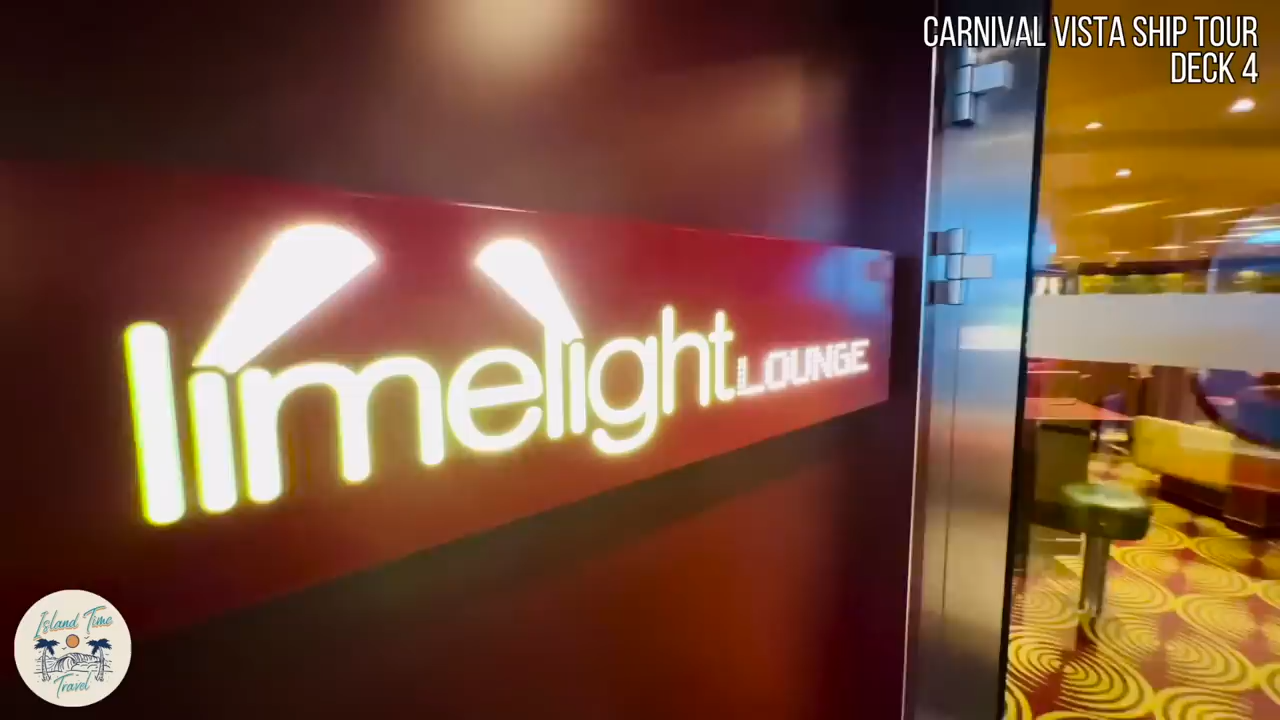 CARNIVAL VISTA SHIP TOUR
DECK 4
limelight LOUNGE
Island Time
Travel